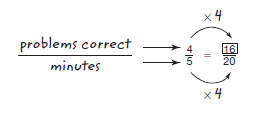 ×4
problems correct
minutes
4/5 = 16/20
×4